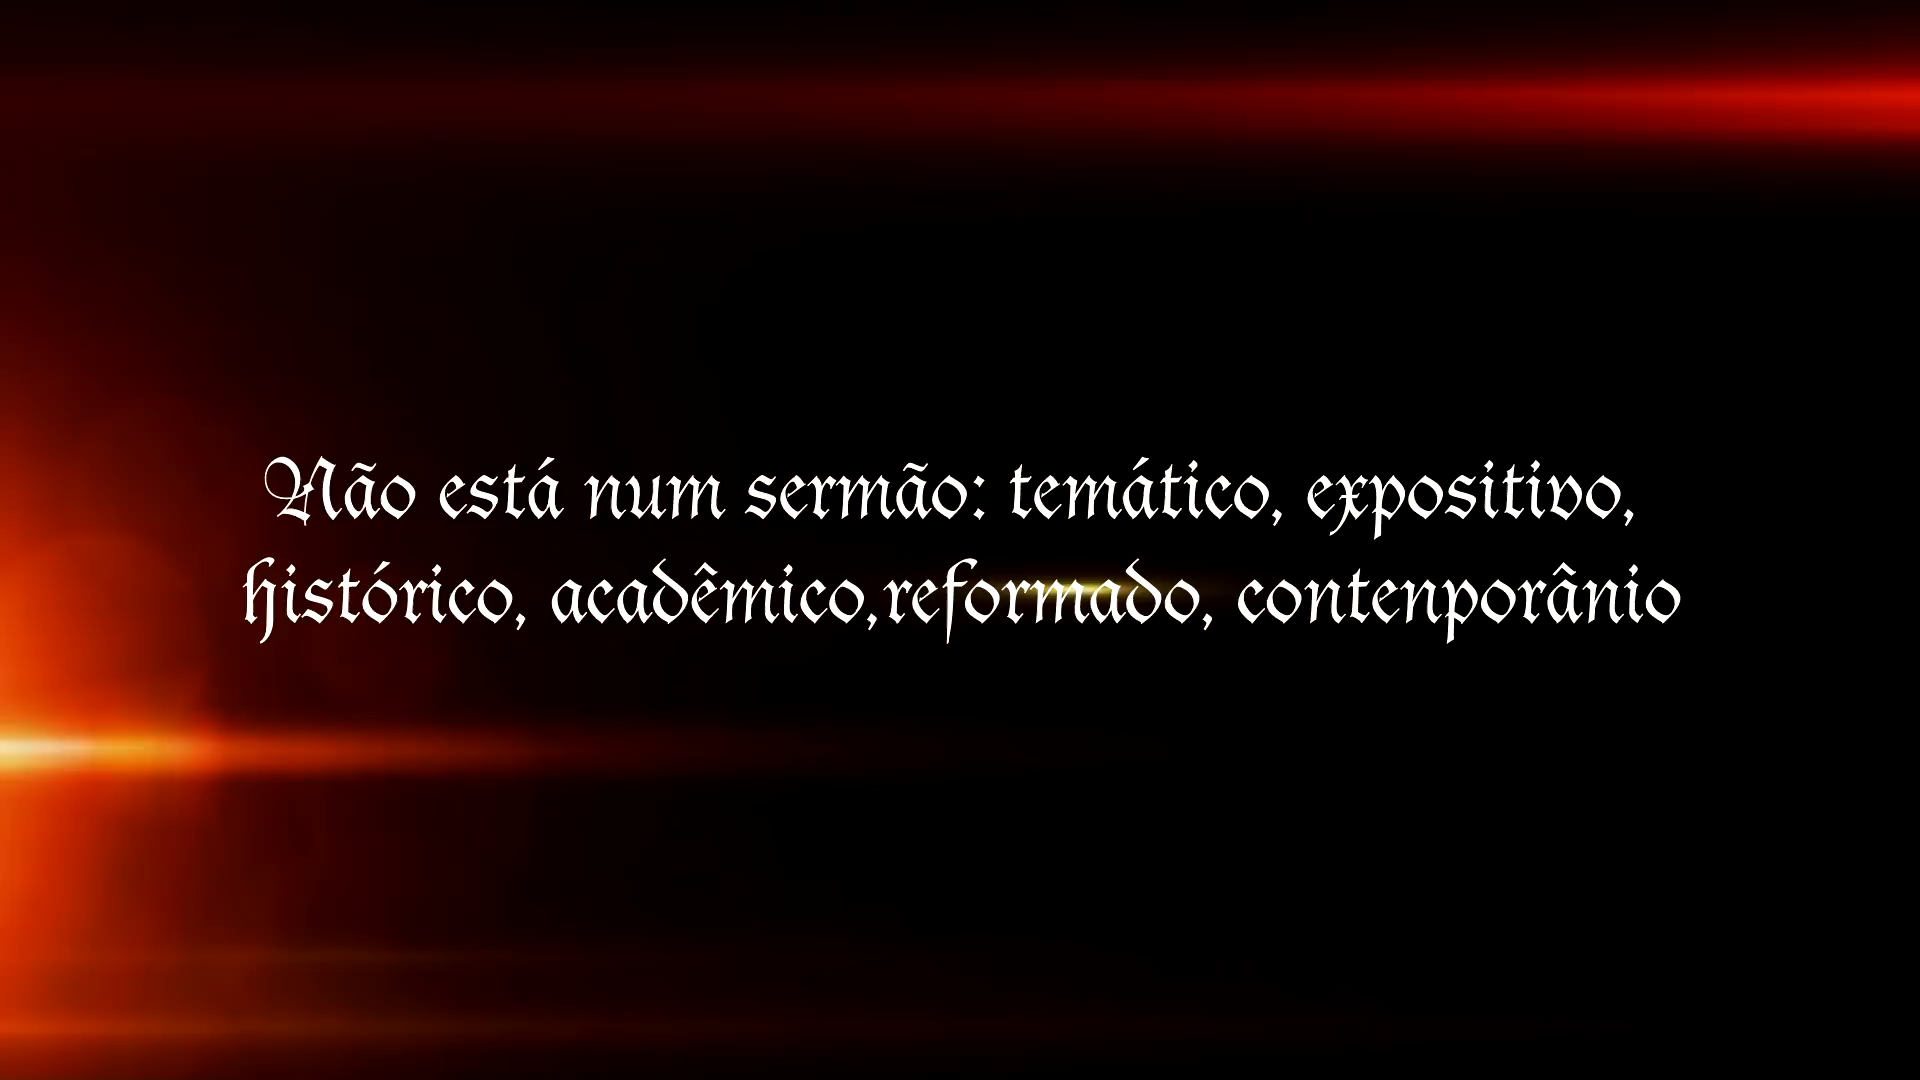 Não está num sermão: temático, expositivo,
histórico, acadêmico,reformado, contenporânio